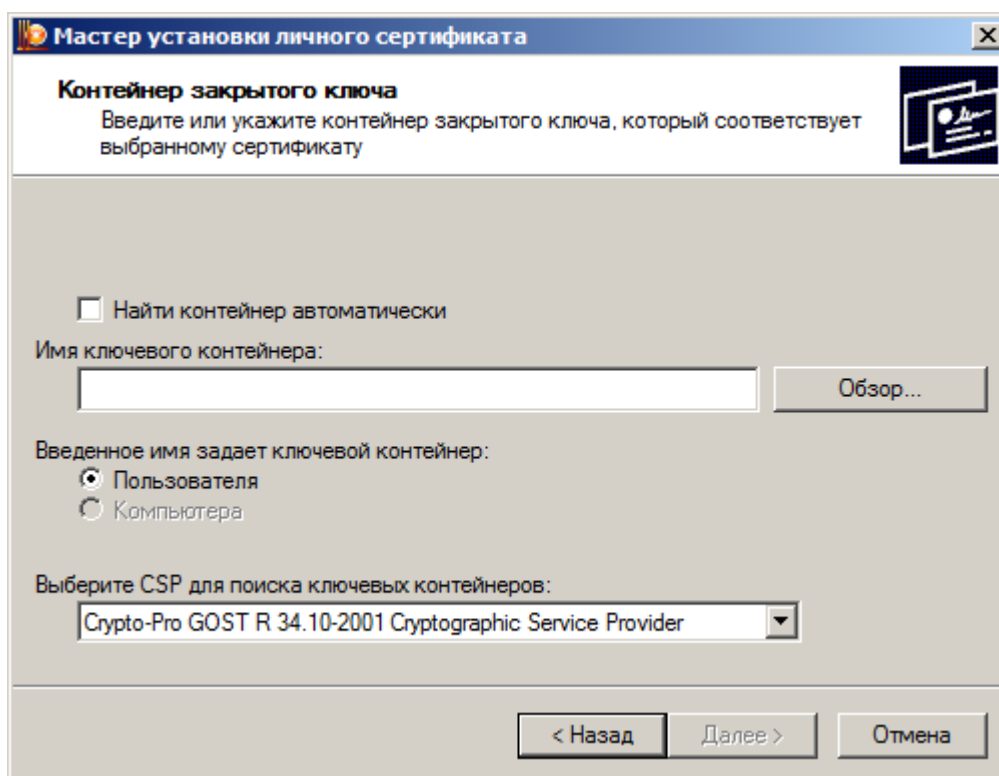 Мастер установки личного сертификата
Контейнер закрытого ключа
Введите или укажите контейнер закрытого ключа, который соответствует
выбранному сертификату
Найти контейнер автоматически
Имя ключевого контейнера:
Обзор...
Введенное имя задает ключевой контейнер:
Пользователя
Компьютера
Выберите CSP для поиска ключевых контейнеров:
Crypto-Pro GOST R 34.10-2001 Cryptographic Service Provider
< Назад
Далее >
Отмена